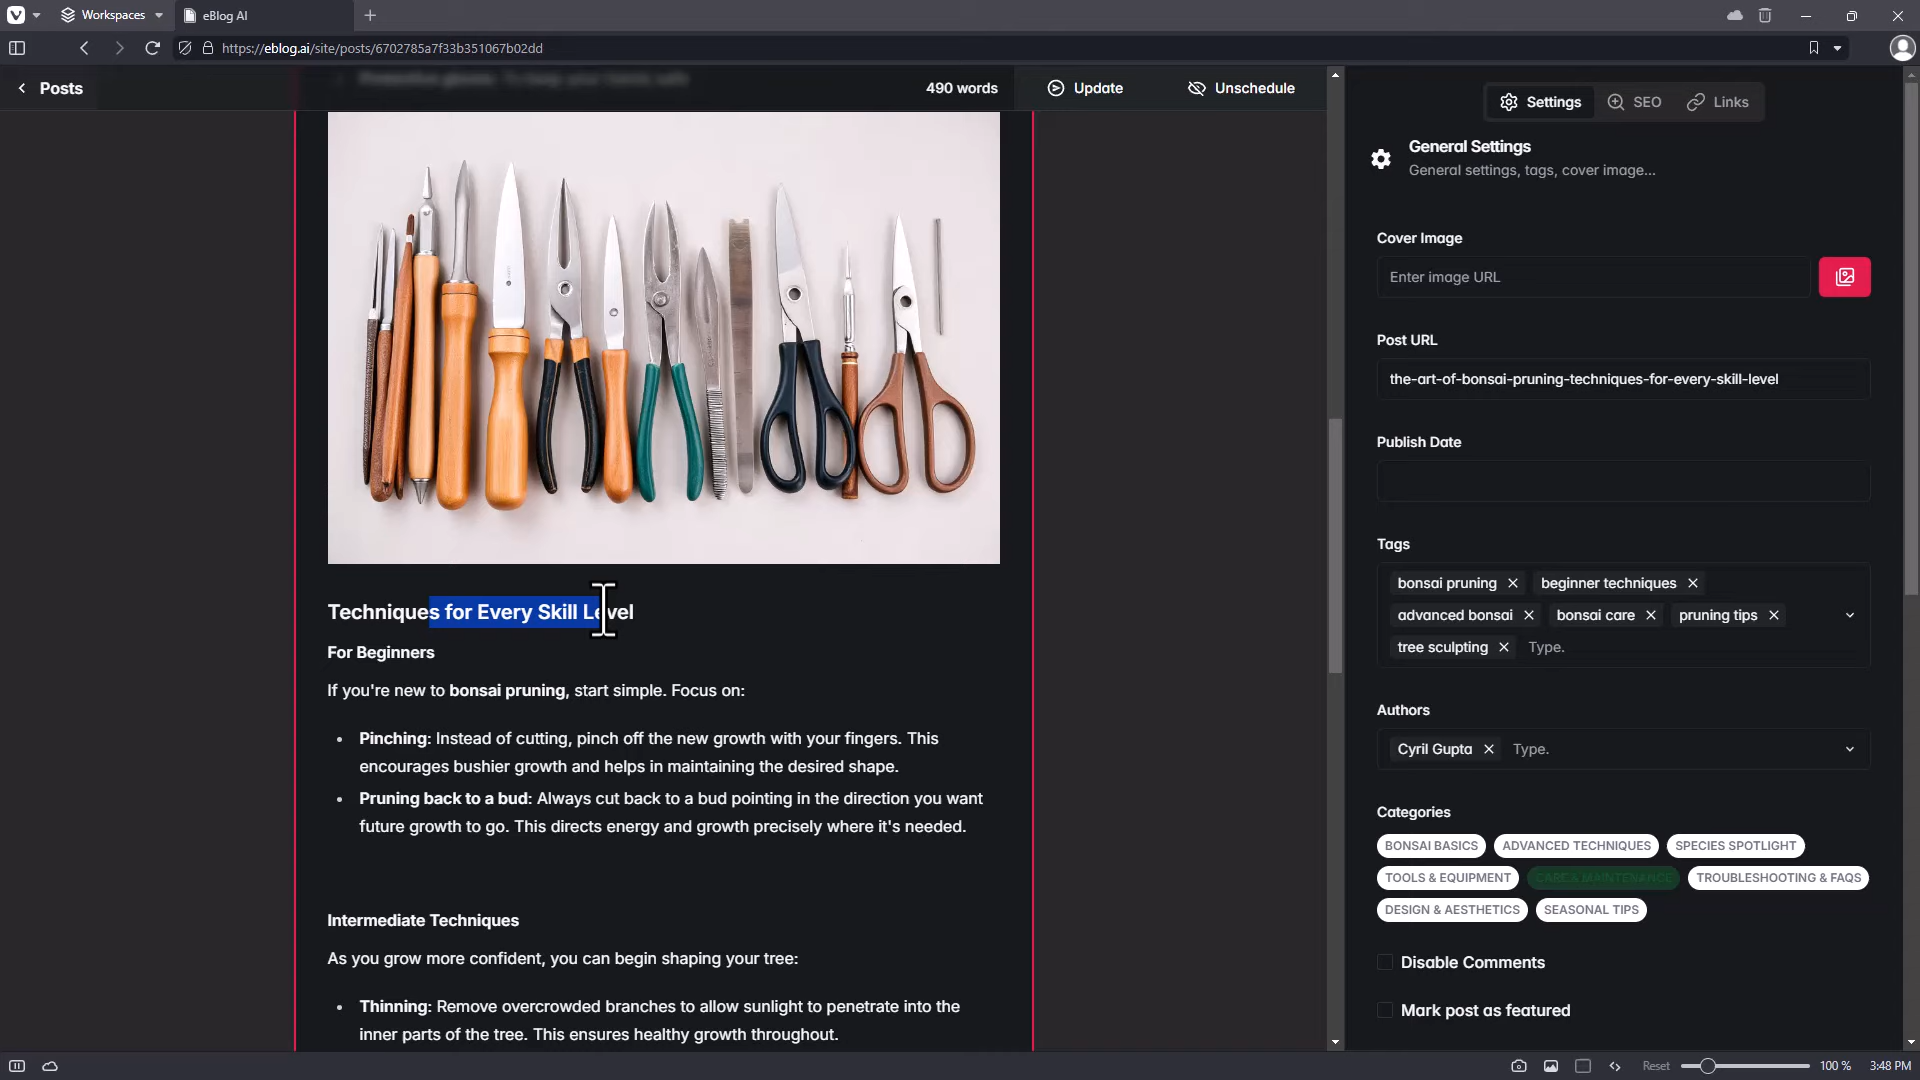 Workspaces
eBlog AI
https://eblog.ai/site/posts/6702785a7f33b351067b02dd
Posts
490 words
Update
Unschedule
Techniques for Every Skill Level
For Beginners
If you're new to bonsai pruning, start simple. Focus on:
Pinching: Instead of cutting, pinch off the new growth with your fingers. This
encourages bushier growth and helps in maintaining the desired shape.
Pruning back to a bud: Always cut back to a bud pointing in the direction you want
future growth to go. This directs energy and growth precisely where it's needed.
Intermediate Techniques
As you grow more confident, you can begin shaping your tree:
Thinning: Remove overcrowded branches to allow sunlight to penetrate into the
inner parts of the tree. This ensures healthy growth throughout.
Settings
SEO
Links
General Settings
General settings, tags, cover image...
Cover Image
Enter image URL
Post URL
the-art-of-bonsai-pruning-techniques-for-every-skill-level
Publish Date
Tags
bonsai pruning
beginner techniques
advanced bonsai
bonsai care
pruning tips
tree sculpting
Type.
Authors
Cyril Gupta
Type.
Categories
BONSAI BASICS
ADVANCED TECHNIQUES
SPECIES SPOTLIGHT
TOOLS & EQUIPMENT
CARE & MAINTENANCE
TROUBLESHOOTING & FAQS
DESIGN & AESTHETICS
SEASONAL TIPS
Disable Comments
Mark post as featured
Reset
100 %
3:48 PM